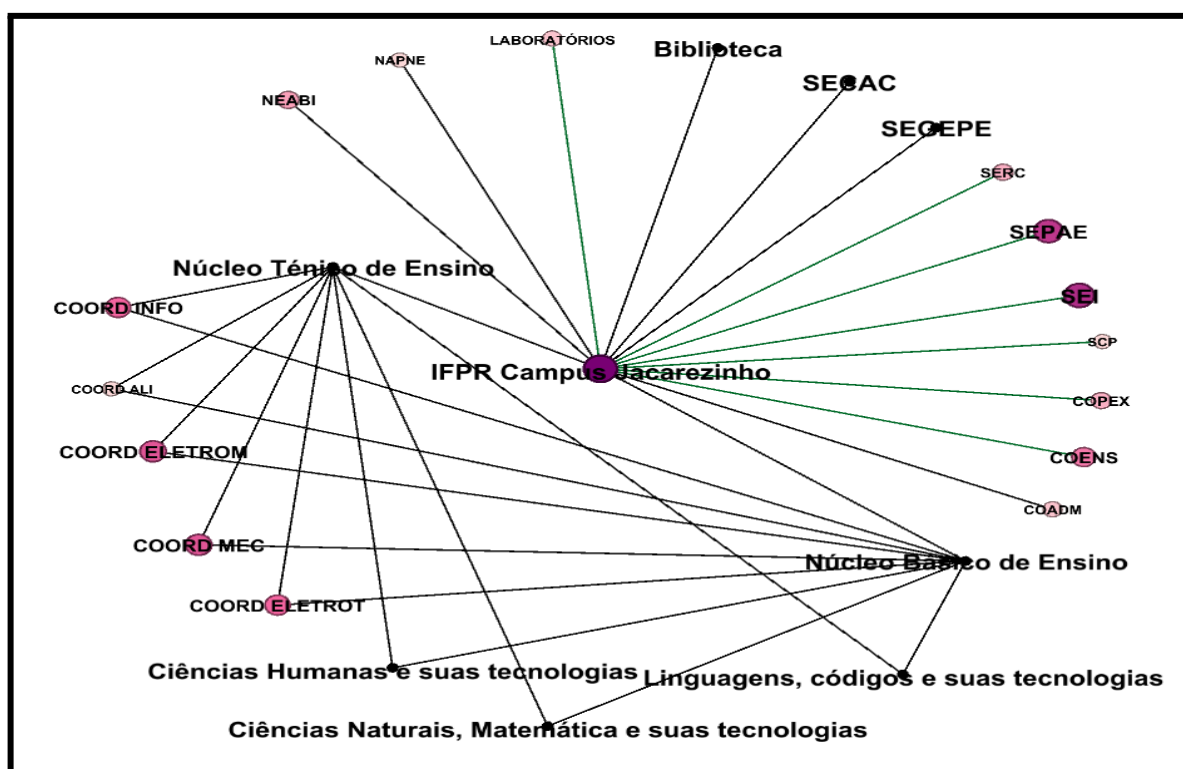 LABORATÓRIOS
Biblioteca
NAPNE
SECAC
NEABI
SEGEPE
SERC
SEPAE
Núcleo Ténico de Ensino
SEI
COORD INFO
SCP
IFPR Campus Jacarezinho
COORD ALI
COPEX
COORD ELETROM
COENS
COADM
COORD MEC
Núcleo Básico de Ensino
COORD ELETROT
Ciências Humanas e suas tecnologias
Linguagens, códigos e suas tecnologias
Ciências Naturais, Matemática e suas tecnologias